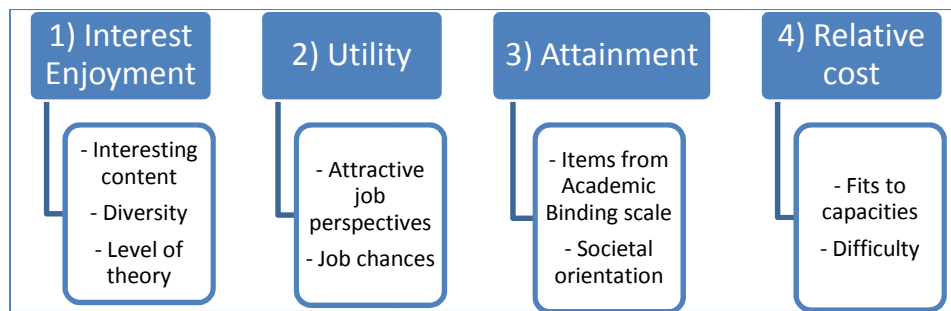 1) Interest
Enjoyment
- Interesting
content
- Diversity
- Level of
theory
2) Utility
- Attractive
job
perspectives
- Job chances
3) Attainment
- Items from
Academic
Binding scale
- Societal
orientation
4) Relative
cost
- Fits to
capacities
- Difficulty